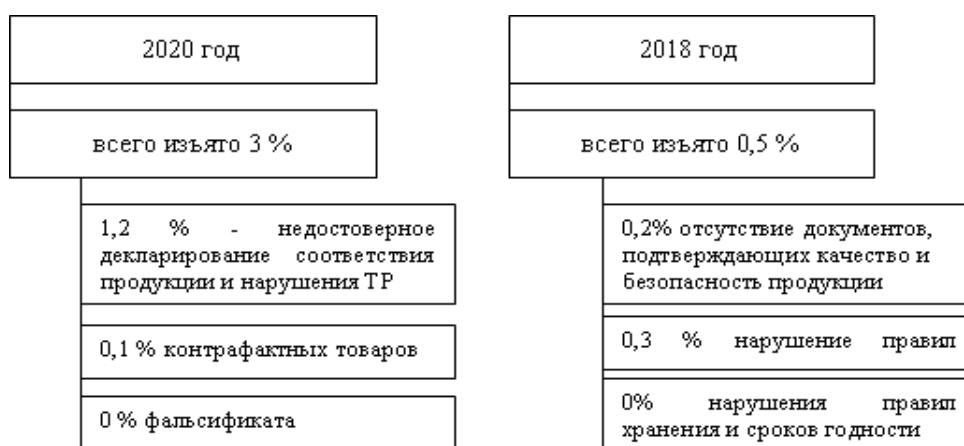 2020 год
всего изъято 3 %
1,2 % - недостоверное
декларирование соответствия
продукции и нарушения ТР
0,1 % контрафактных товаров
0 % фальсификата
2018 год
всего изъято 0,5 %
0,2% отсутствие документов,
подтверждающих качество и
безопасность продукции
0,3 % нарушение правил
0% нарушения правил
хранения и сроков годности